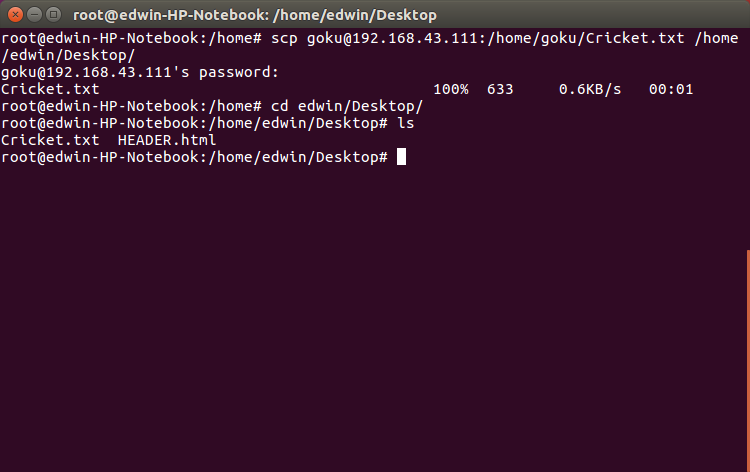 root@edwin-HP-Notebook: /home/edwin/Desktop
root@edwin-HP-Notebook:/home# scp goku@192.168.43.111:/home/goku/Cricket.txt /home
/edwin/Desktop/
goku@192.168.43.111's password:
Cricket.txt                                     100%  633     0.6KB/s   00:01
root@edwin-HP-Notebook:/home# cd edwin/Desktop/
root@edwin-HP-Notebook:/home/edwin/Desktop# ls
Cricket.txt  HEADER.html
root@edwin-HP-Notebook:/home/edwin/Desktop#